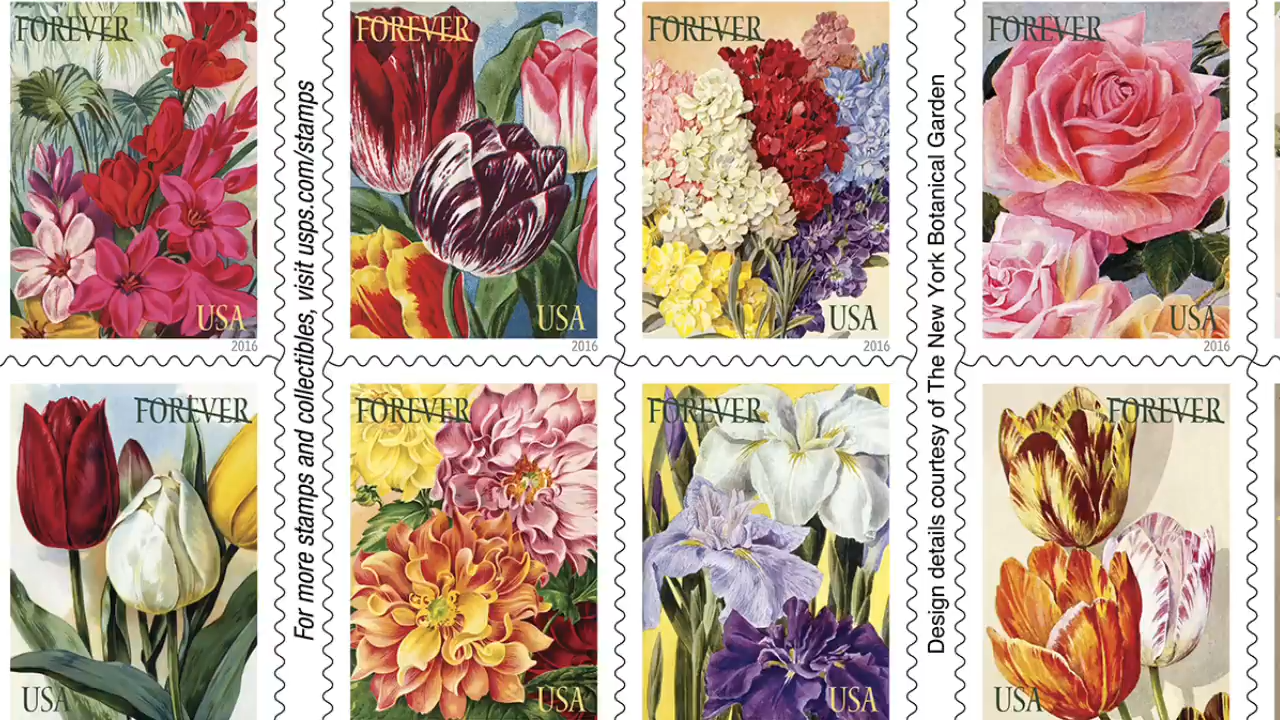 FOREVER
USA
2016
FOREVER
USA
2016
For more stamps and collectibles, visit usps.com/stamps
FOREVER
USA
2016
FOREVER
USA
2016
Design details courtesy of The New York Botanical Garden
FOREVER
USA
FOREVER
USA
FOREVER
USA
FOREVER
USA